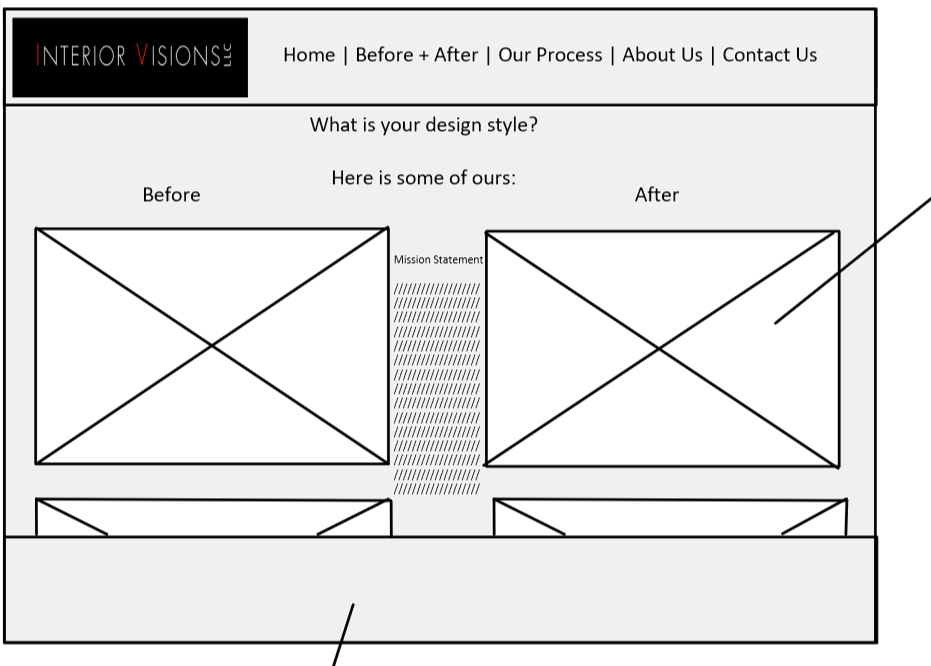 INTERIOR VISIONS LLC
Home | Before + After | Our Process | About Us | Contact Us
What is your design style?
Here is some of ours:
Before
After
Mission Statement